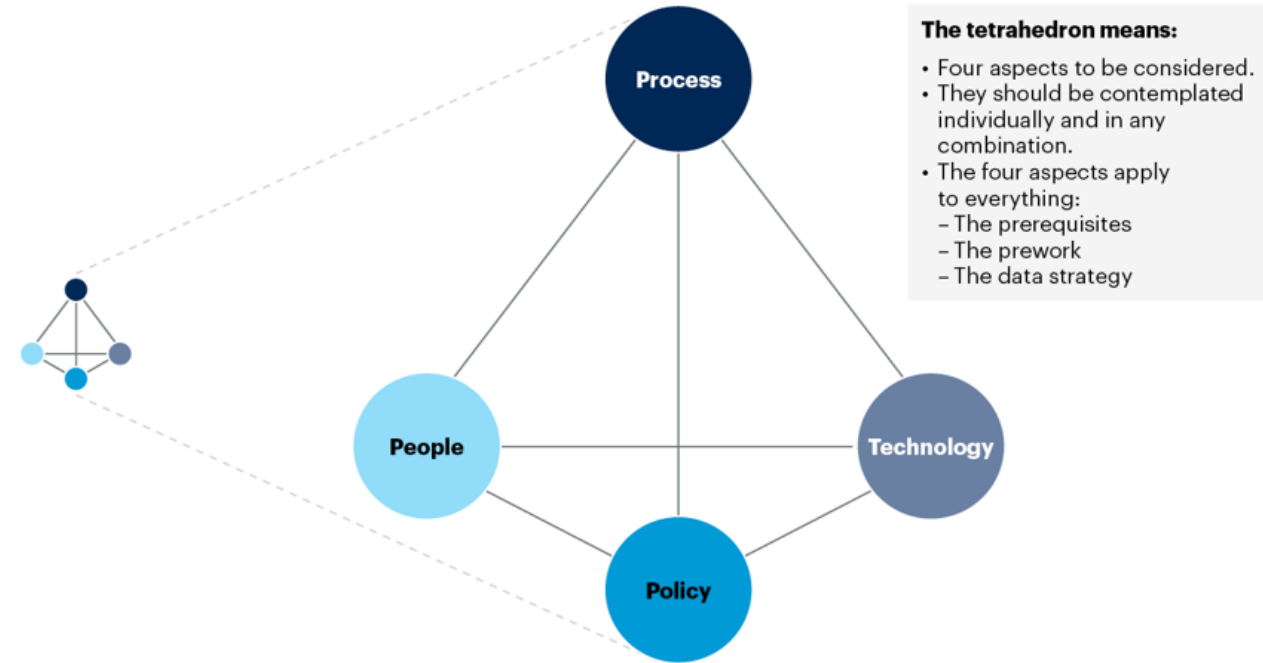 Process
People
Technology
Policy
The tetrahedron means:
• Four aspects to be considered.
• They should be contemplated
individually and in any
combination.
• The four aspects apply
to everything:
– The prerequisites
– The prework
– The data strategy